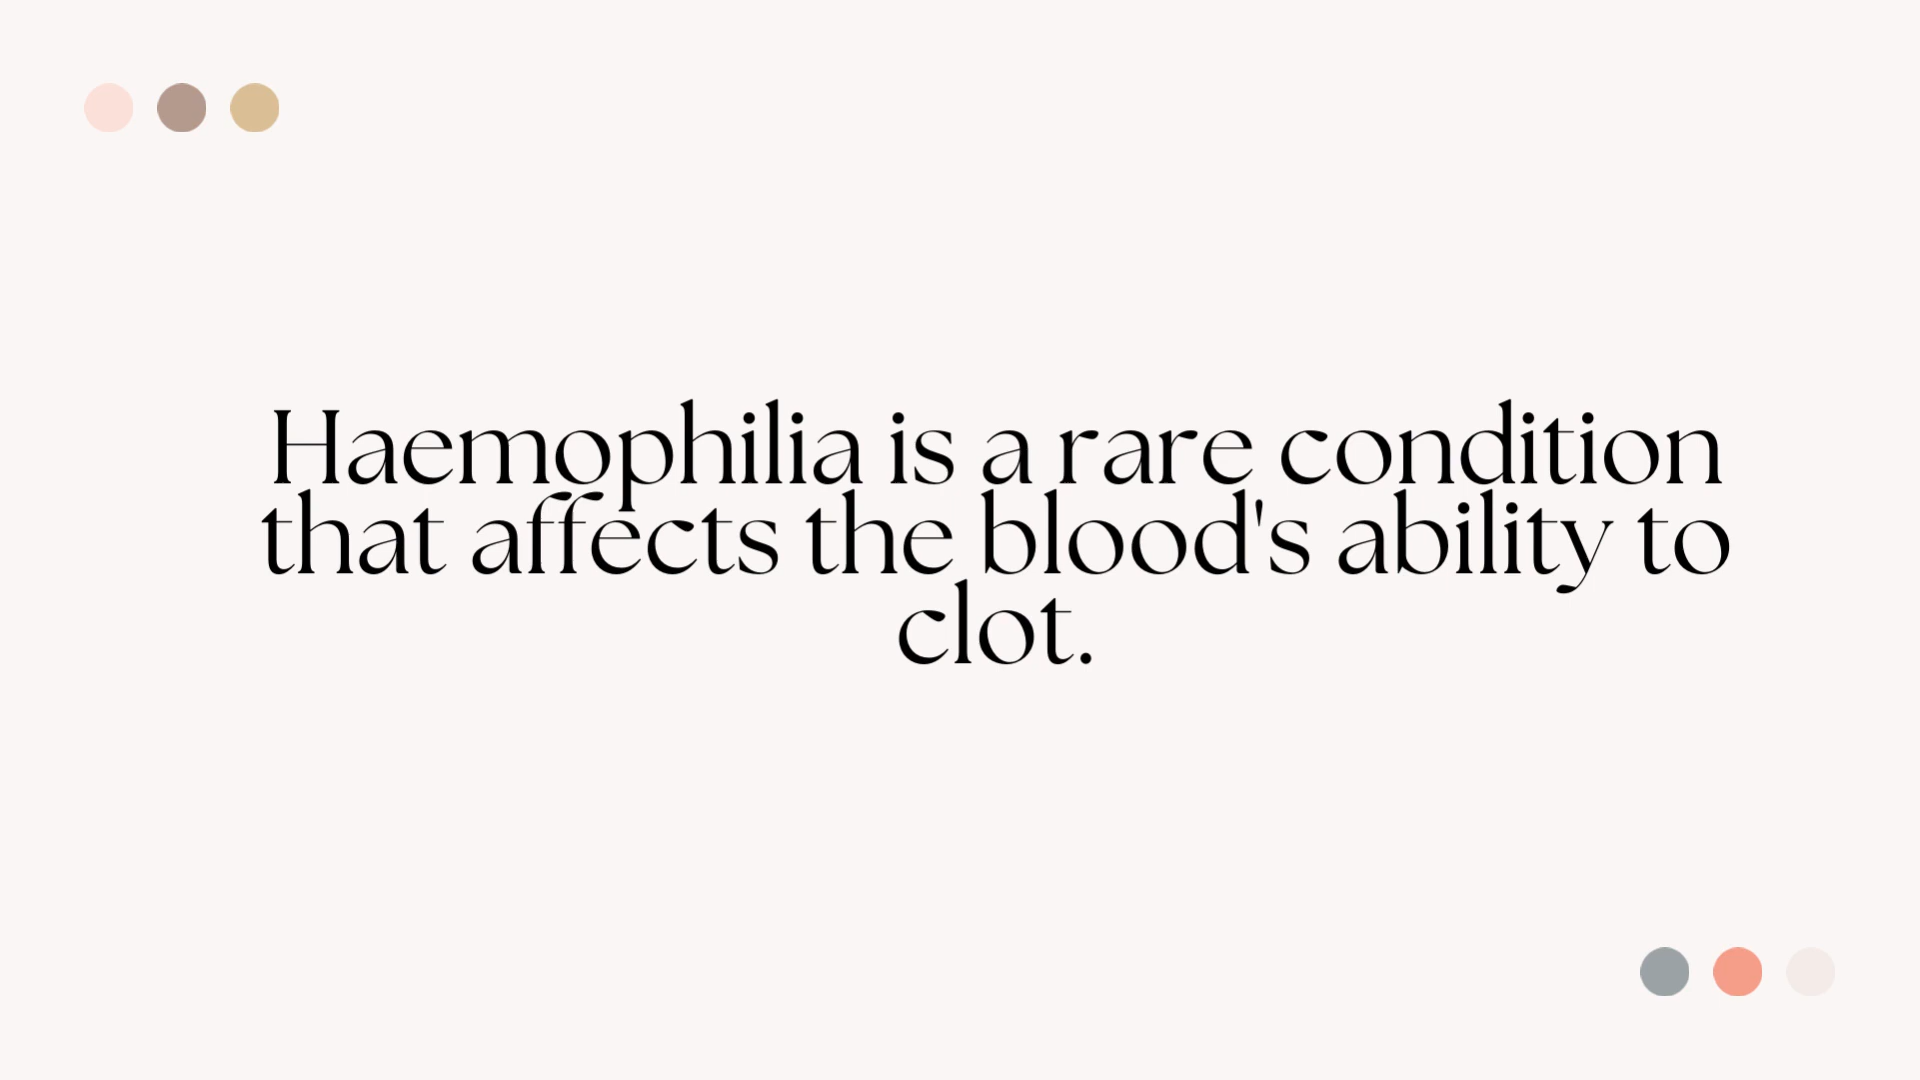 Haemophilia is a rare condition
that affects the blood's ability to
clot.